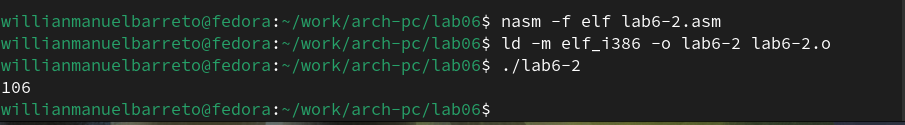 willianmanuelbarreto@fedora:~/work/arch-pc/lab06$ nasm -f elf lab6-2.asm
willianmanuelbarreto@fedora:~/work/arch-pc/lab06$ ld -m elf_i386 -o lab6-2 lab6-2.o
willianmanuelbarreto@fedora:~/work/arch-pc/lab06$ ./lab6-2
106
willianmanuelbarreto@fedora:~/work/arch-pc/lab06$